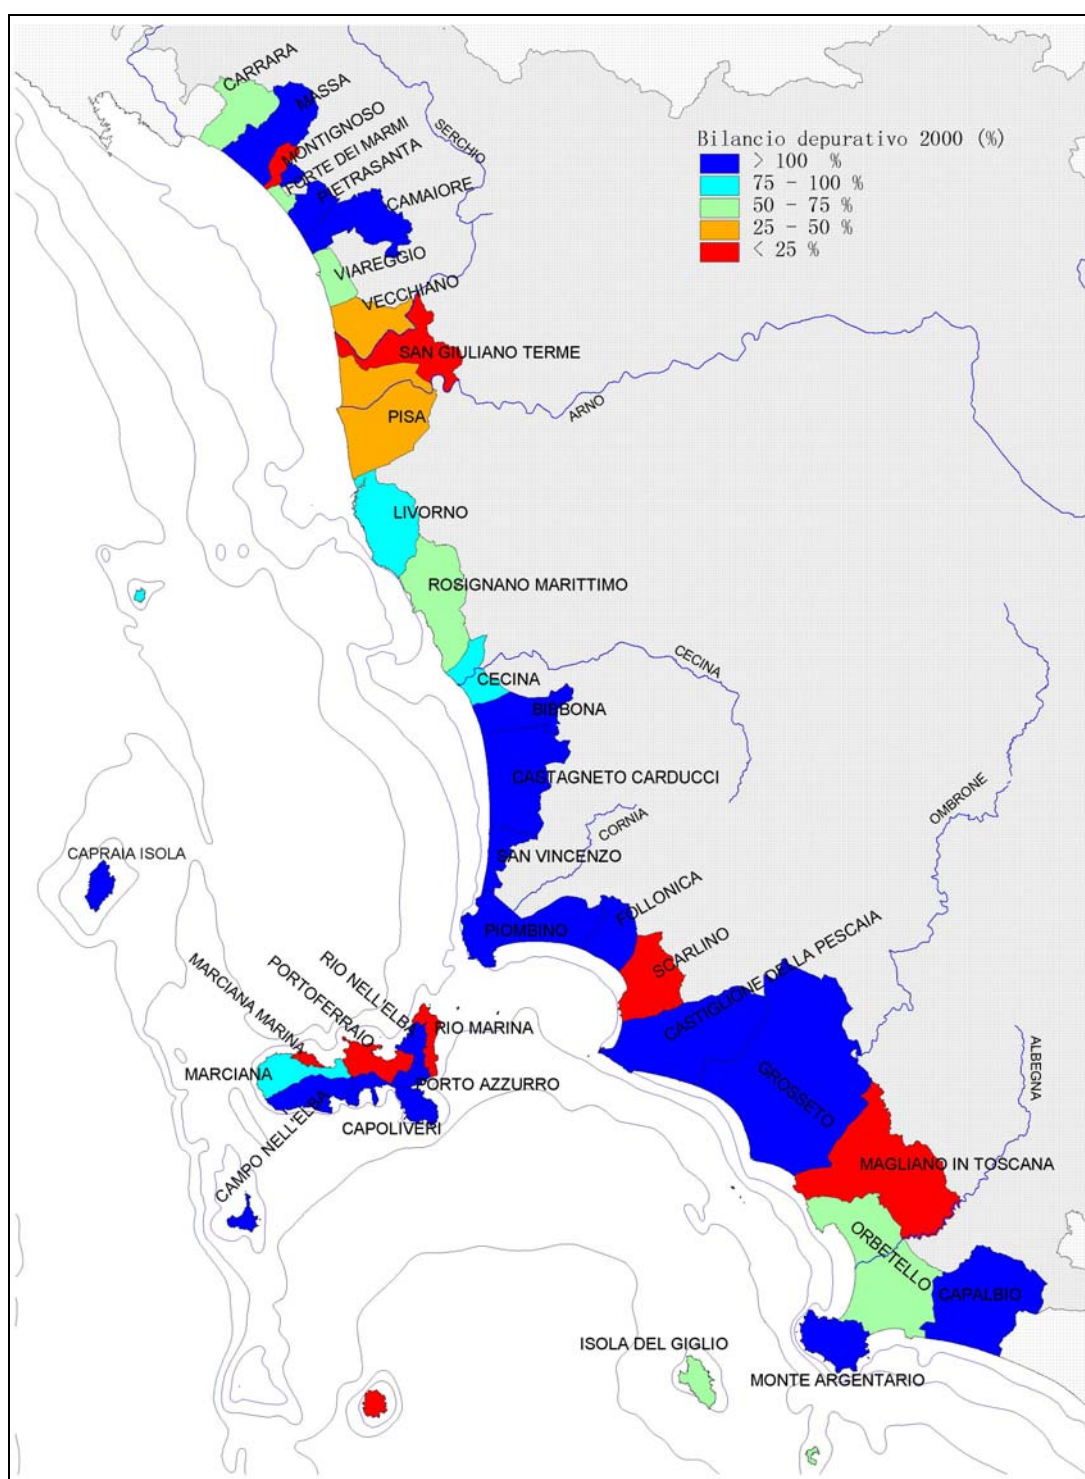 CARRARA
MASSA
MONTIGNOSO
FORTE DEI MARMI
PIETRASANTA
CAMAIORE
SERCHIO
Bilancio depurativo 2000 (%)
> 100 %
75 - 100 %
50 - 75 %
25 - 50 %
< 25 %
VIAREGGIO
VECCHIANO
SAN GIULIANO TERME
ARNO
PISA
LIVORNO
ROSIGNANO MARITTIMO
CECINA
CECINA
BIBBONA
CASTAGNETO CARDUCCI
OMBRONE
CORNIA
SAN VINCENZO
CAPRAIA ISOLA
FOLLONICA
PIOMBINO
SCARLINO
CASTIGLIONE DELLA PESCAIA
MARCIANA MARINA
PORTOFERRAIO
RIO NELL'ELBA
RIO MARINA
MARCIANA
PORTO AZZURRO
ALBEGNA
GROSSETO
CAPOLIVERI
CAMPO NELL'ELBA
MAGLIANO IN TOSCANA
ORBETELLO
CAPALBIO
ISOLA DEL GIGLIO
MONTE ARGENTARIO